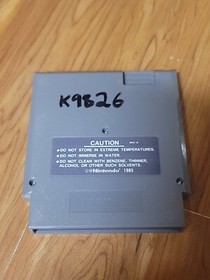 K9826
CAUTION
•DO NOT STORE IN EXTREME TEMPERATURES.
•DO NOT IMMERSE IN WATER.
•DO NOT CLEAN WITH BENZENE, THINNER,
ALCOHOL OR OTHER SUCH SOLVENTS.
©Nintendo 1985